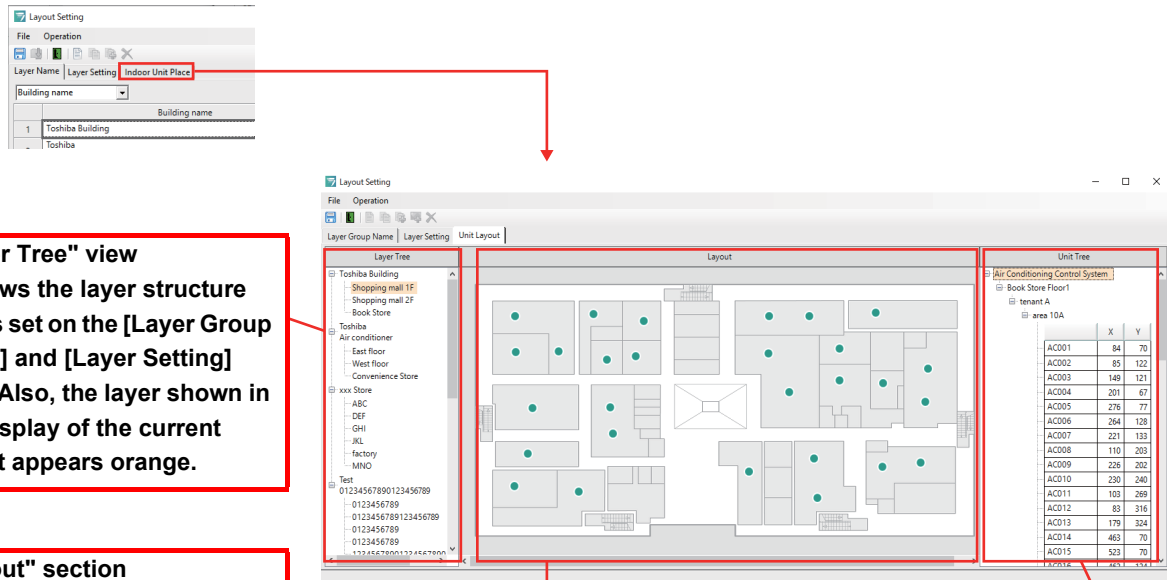 Layout Setting
File Operation
Layer Name Layer Setting Indoor Unit Place
Building name
Building name
1 Toshiba Building
Toshiba
Layout Setting
File Operation
Layer Group Name Layer Setting Unit Layout
Layer Tree
Toshiba Building
Shopping mall 1F
Shopping mall 2F
Book Store
Toshiba
Air conditioner
East floor
West floor
Convenience Store
xxx Store
ABC
DEF
GHI
JKL
factory
MNO
Test
01234567890123456789
0123456789
0123456789123456789
0123456789
0123456789
Layout
Unit Tree
Air Conditioning Control System
Book Store Floor1
tenant A
area 10A
X Y
AC001 84 70
AC002 85 122
AC003 149 121
AC004 201 67
AC005 276 77
AC006 264 128
AC007 221 133
AC008 110 203
AC009 226 202
AC010 230 240
AC011 103 269
AC012 83 316
AC013 179 324
AC014 463 70
AC015 523 70
r Tree" view
ws the layer structure
s set on the [Layer Group
] and [Layer Setting]
Also, the layer shown in
splay of the current
t appears orange.
out" section